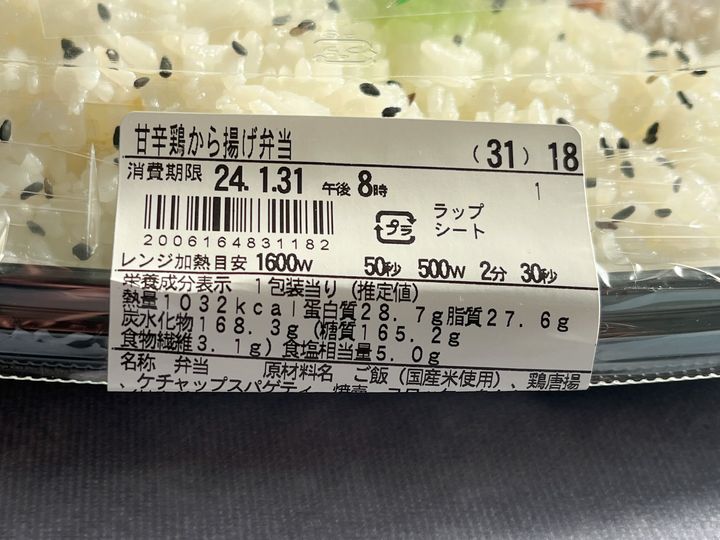 甘辛鶏から揚げ弁当 (31) 18
消費期限 24.1.31 午後8時 1
プラ ラップ
シート
2006164831182
レンジ加熱目安 1600W 50秒 500W 2分 30秒
栄養成分表示 1包装当り(推定値)
熱量1032kcal蛋白質28.7g脂質27.6g
炭水化物168.3g(糖質165.2g
食物繊維3.1g)食塩相当量5.0g
名称 弁当 原材料名 ご飯(国産米使用)、鶏唐揚
、ケチャップスパゲティ、焼売